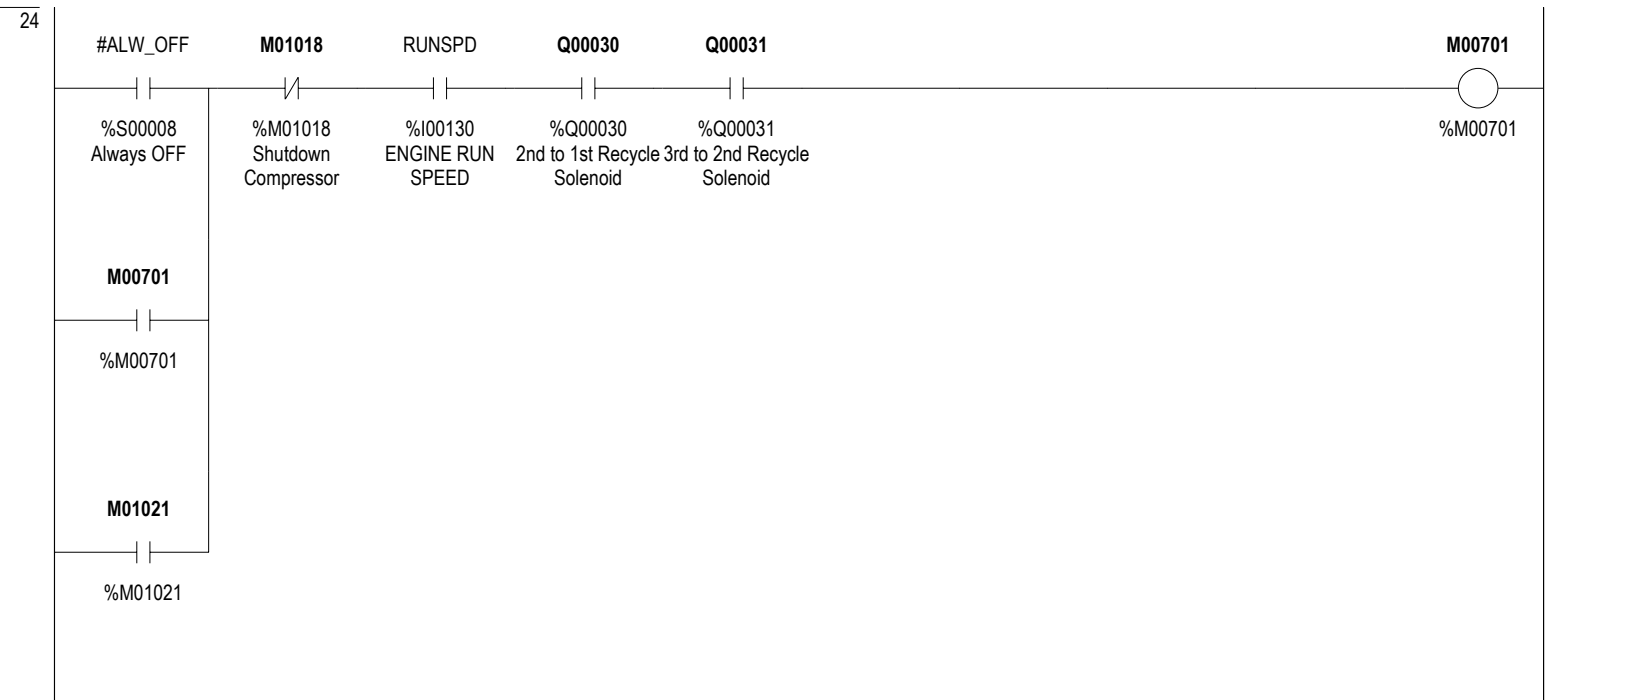 24
#ALW_OFF M01018 RUNSPD Q00030 Q00031 M00701
%S00008 %M01018 %I00130 %Q00030 %Q00031 %M00701
Always OFF Shutdown ENGINE RUN 2nd to 1st Recycle 3rd to 2nd Recycle
Compressor SPEED Solenoid Solenoid
M00701
%M00701
M01021
%M01021